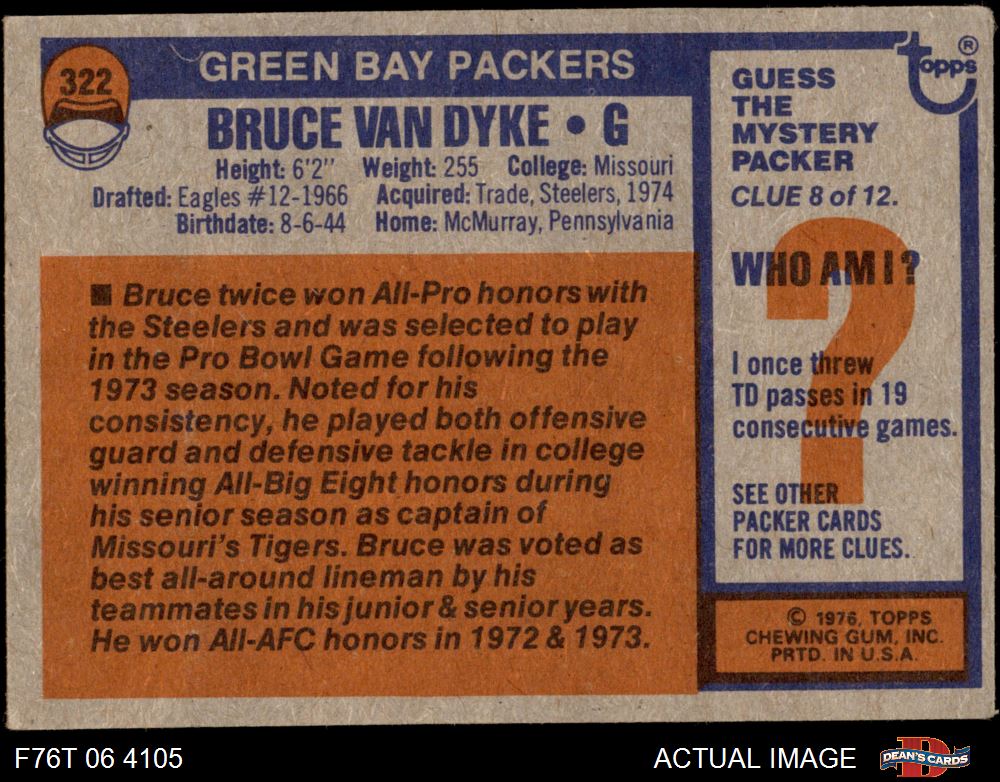 322
GREEN BAY PACKERS
BRUCE VAN DYKE • G
Height: 6'2" Weight: 255 College: Missouri
Drafted: Eagles #12-1966 Acquired: Trade, Steelers, 1974
Birthdate: 8-6-44 Home: McMurray, Pennsylvania
■ Bruce twice won All-Pro honors with
the Steelers and was selected to play
in the Pro Bowl Game following the
1973 season. Noted for his
consistency, he played both offensive
guard and defensive tackle in college
winning All-Big Eight honors during
his senior season as captain of
Missouri's Tigers. Bruce was voted as
best all-around lineman by his
teammates in his junior & senior years.
He won All-AFC honors in 1972 & 1973.
topps®
GUESS
THE
MYSTERY
PACKER
CLUE 8 of 12.
WHO AM I?
?
I once threw
TD passes in 19
consecutive games.
SEE OTHER
PACKER CARDS
FOR MORE CLUES.
© 1976, TOPPS
CHEWING GUM, INC.
PRTD. IN U.S.A.
F76T 06 4105
ACTUAL IMAGE
D
DEAN'S CARDS